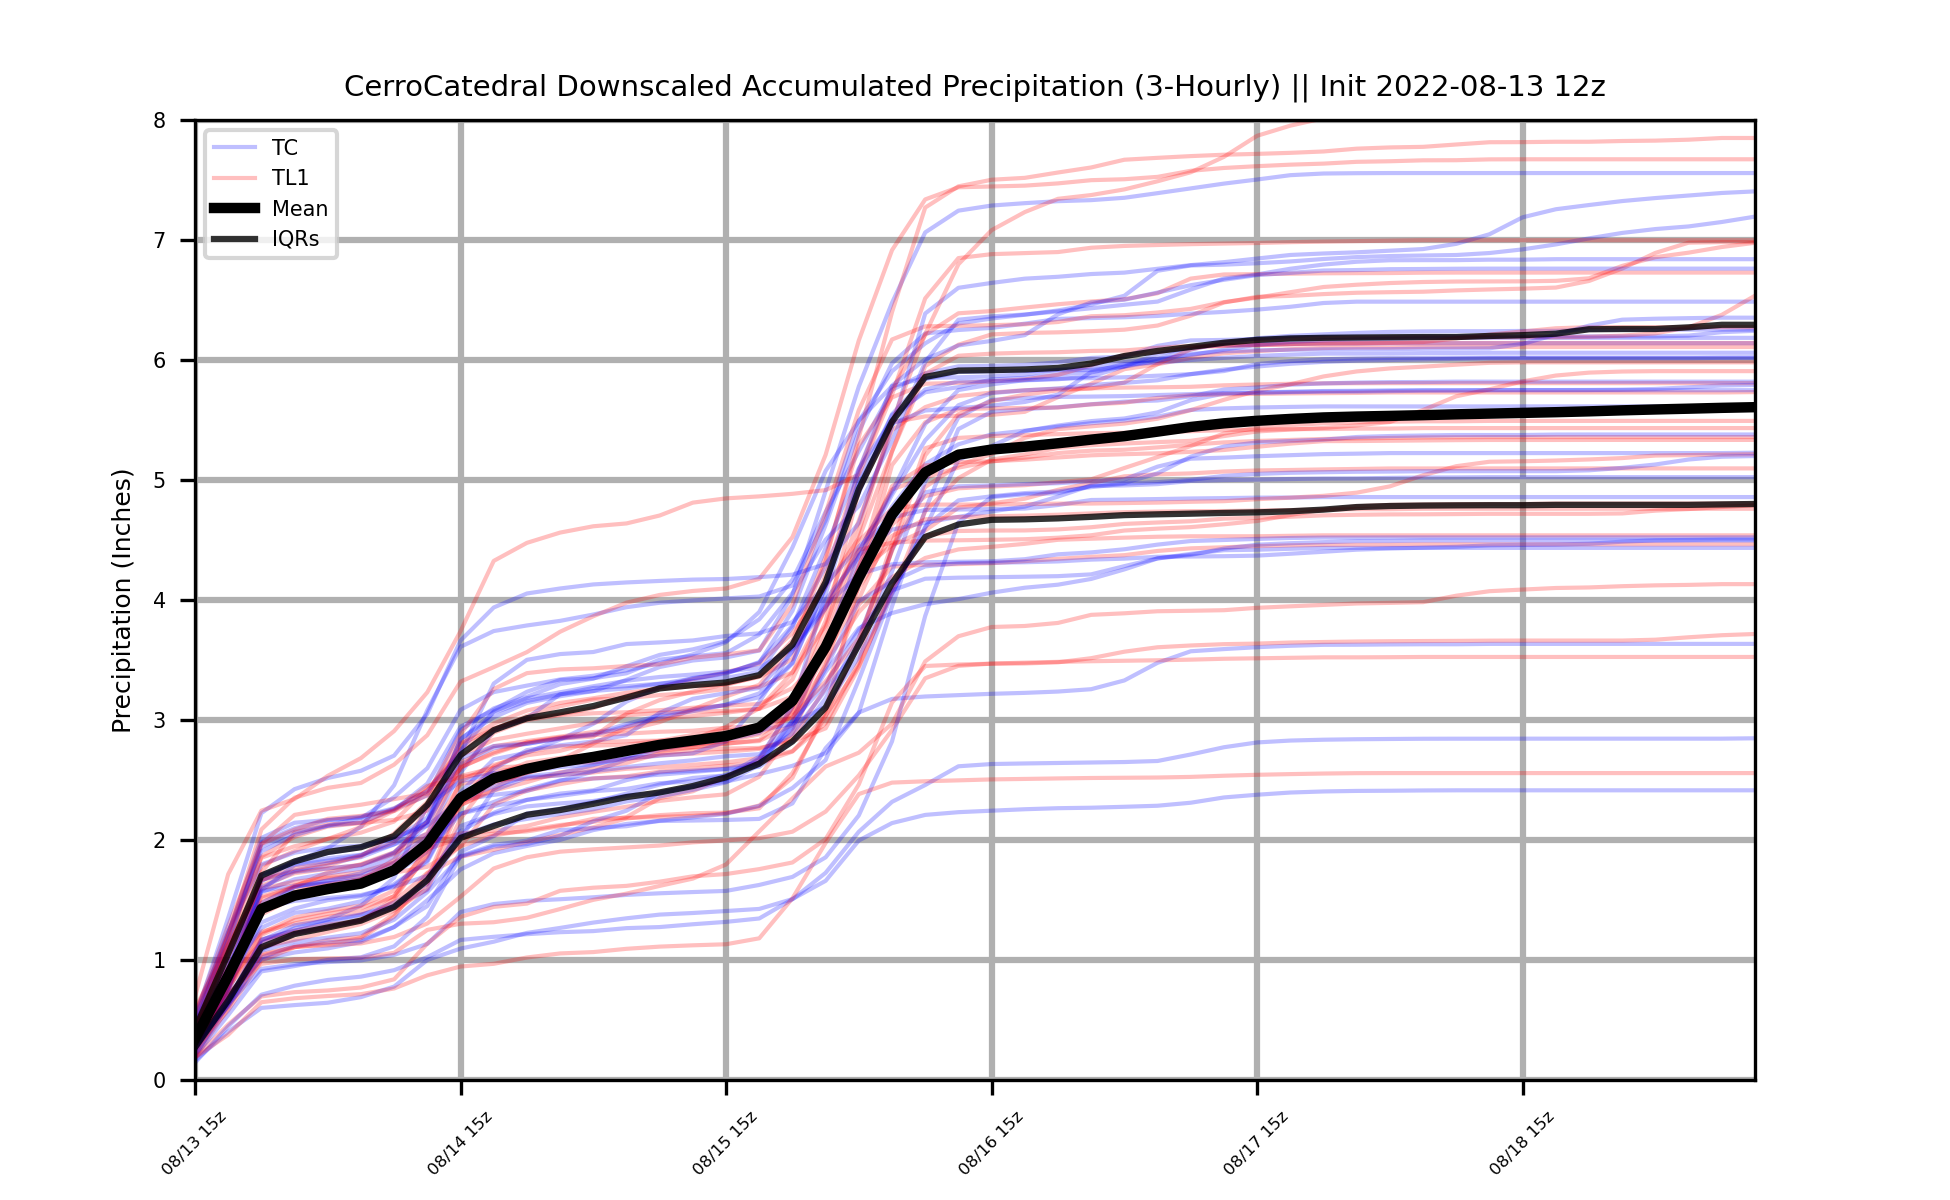 CerroCatedral Downscaled Accumulated Precipitation (3-Hourly) || Init 2022-08-13 12z
TC
TL1
Mean
IQRs
Precipitation (Inches)
8
7
6
5
4
3
2
1
0
08/13 15z
08/14 15z
08/15 15z
08/16 15z
08/17 15z
08/18 15z